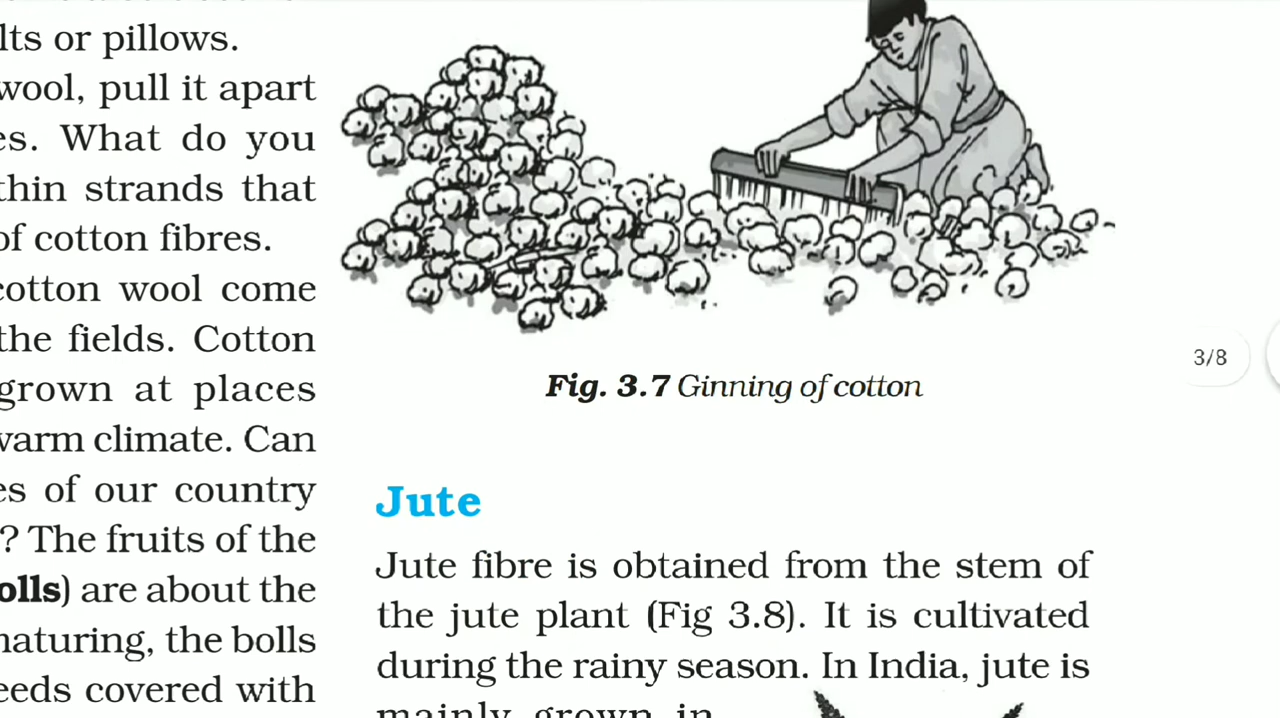 lts or pillows.
wool, pull it apart
What do you
thin strands that
of cotton fibres.
cotton wool come
the fields. Cotton
grown at places
warm climate. Can
of our country
? The fruits of the
olls) are about the
maturing, the bolls
eeds covered with
Fig. 3.7 Ginning of cotton
3/8
Jute
Jute fibre is obtained from the stem of
the jute plant (Fig 3.8). It is cultivated
during the rainy season. In India, jute is
mainly grown in